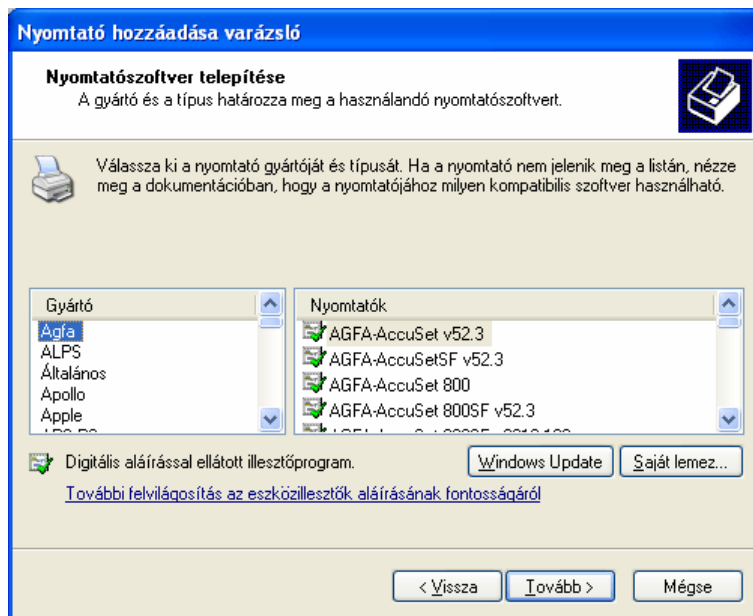 Nyomtató hozzáadása varázsló
Nyomtatószoftver telepítése
A gyártó és a típus határozza meg a használandó nyomtatószoftvert.
Válassza ki a nyomtató gyártóját és típusát. Ha a nyomtató nem jelenik meg a listán, nézze
meg a dokumentációban, hogy a nyomtatójához milyen kompatibilis szoftver használható.
Gyártó
Agfa
ALPS
Általános
Apollo
Apple
Nyomtatók
AGFA-AccuSet v52.3
AGFA-AccuSetSF v52.3
AGFA-AccuSet 800
AGFA-AccuSet 800SF v52.3
Digitális aláírással ellátott illesztőprogram.
Windows Update
Saját lemez...
További felvilágosítás az eszközillesztők aláírásának fontosságáról
< Vissza
Tovább >
Mégse